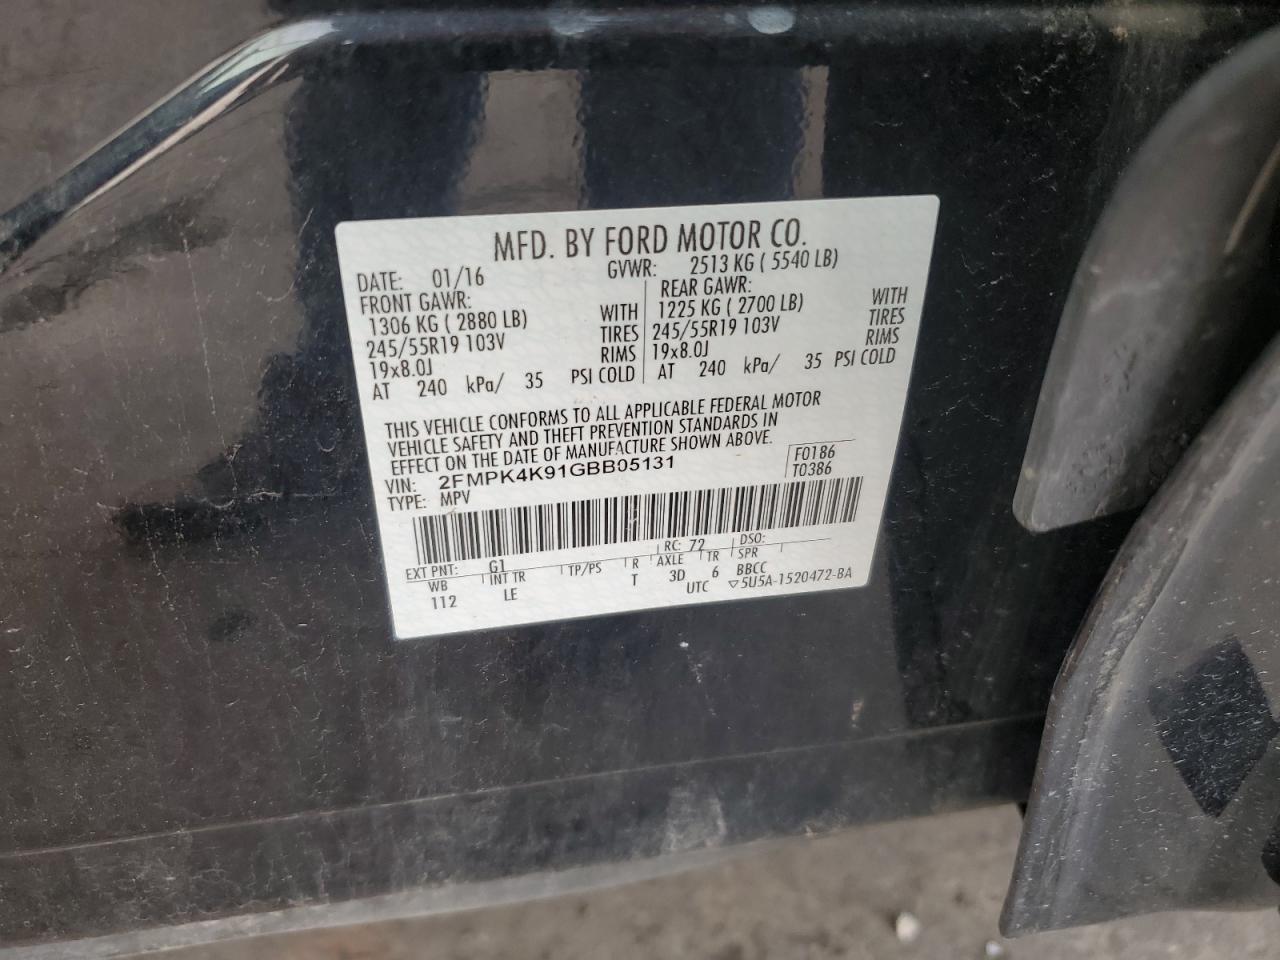 MFD. BY FORD MOTOR CO.
DATE: 01/16 GVWR: 2513 KG ( 5540 LB)
FRONT GAWR: REAR GAWR:
1306 KG ( 2880 LB) WITH 1225 KG ( 2700 LB) WITH
245/55R19 103V TIRES 245/55R19 103V TIRES
19x8.0J RIMS 19x8.0J RIMS
AT 240 kPa/ 35 PSI COLD AT 240 kPa/ 35 PSI COLD
THIS VEHICLE CONFORMS TO ALL APPLICABLE FEDERAL MOTOR
VEHICLE SAFETY AND THEFT PREVENTION STANDARDS IN
EFFECT ON THE DATE OF MANUFACTURE SHOWN ABOVE.
VIN: 2FMPK4K91GBB05131 F0186
TYPE: MPV T0386
EXT PNT: G1 RC: 72 DSO:
WB INT TR TP/PS R AXLE TR SPR
112 LE T 3D 6 BBCC
UTC ▽5U5A-1520472-BA